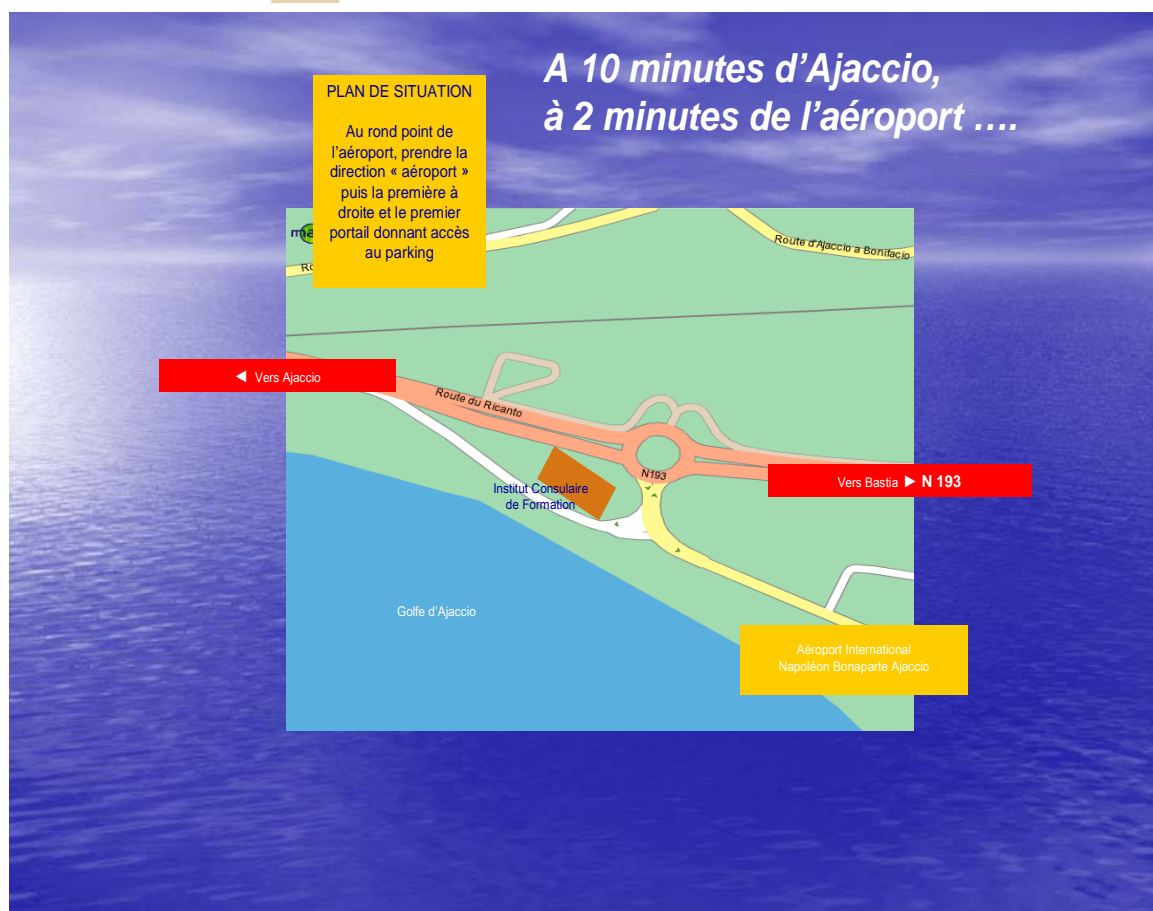 A 10 minutes d’Ajaccio,
à 2 minutes de l’aéroport ....
PLAN DE SITUATION
Au rond point de
l’aéroport, prendre la
direction « aéroport »
puis la première à
droite et le premier
portail donnant accès
au parking
Route d'Ajaccio a Bonifacio
◄ Vers Ajaccio
Route du Ricanto
N193
Vers Bastia ► N 193
Institut Consulaire
de Formation
Golfe d’Ajaccio
Aéroport International
Napoléon Bonaparte Ajaccio